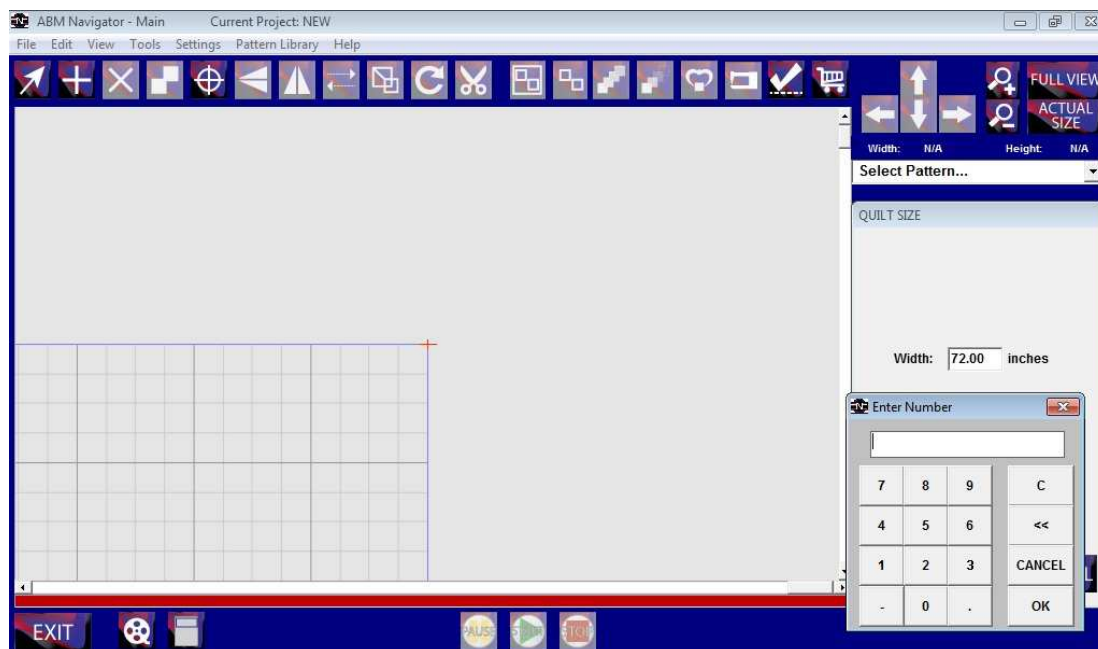 ABM Navigator - Main Current Project: NEW
File Edit View Tools Settings Pattern Library Help
FULL VIEW
ACTUAL SIZE
Width: N/A Height: N/A
Select Pattern...
QUILT SIZE
Width: 72.00 inches
Enter Number
7 8 9 C
4 5 6 <<
1 2 3 CANCEL
- 0 . OK
L
EXIT PAUSE START STOP